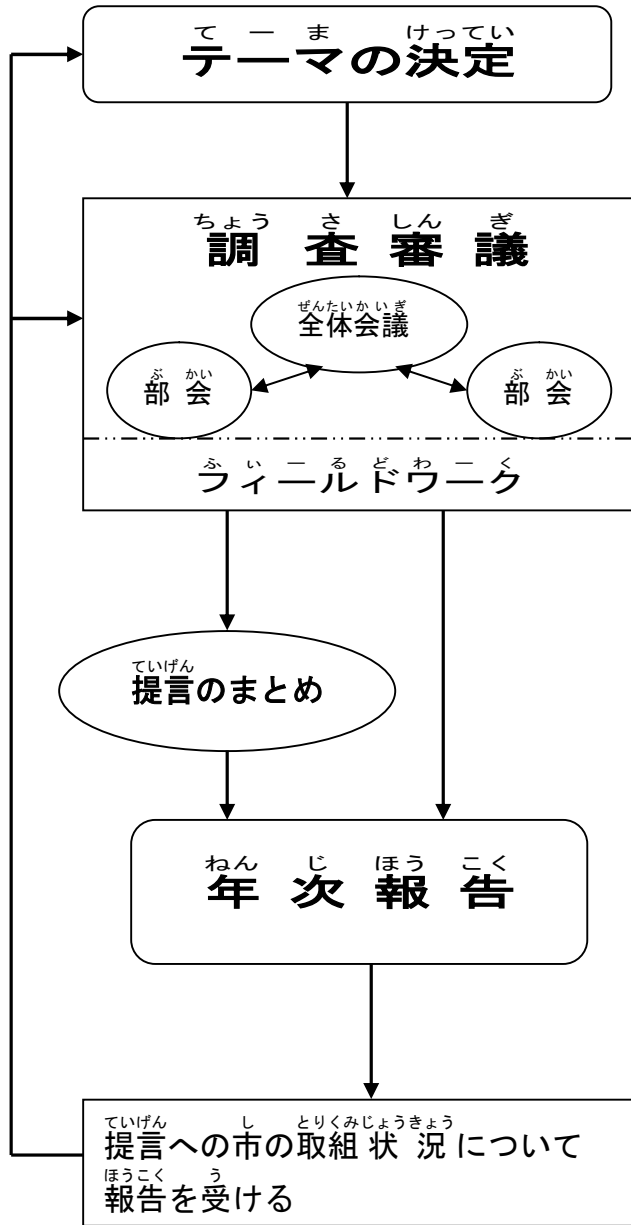 てーま けってい
テーマの決定
ちょう さ しん ぎ
調査審議
ぜんたいかいぎ
全体会議
ぶ かい
部会
ぶ かい
部会
ふぃーるどわーく
フィールドワーク
ていげん
提言のまとめ
ねん じ ほう こく
年次報告
ていげん し とりくみじょうきょう
提言への市の取組状況について
ほうこく う
報告を受ける